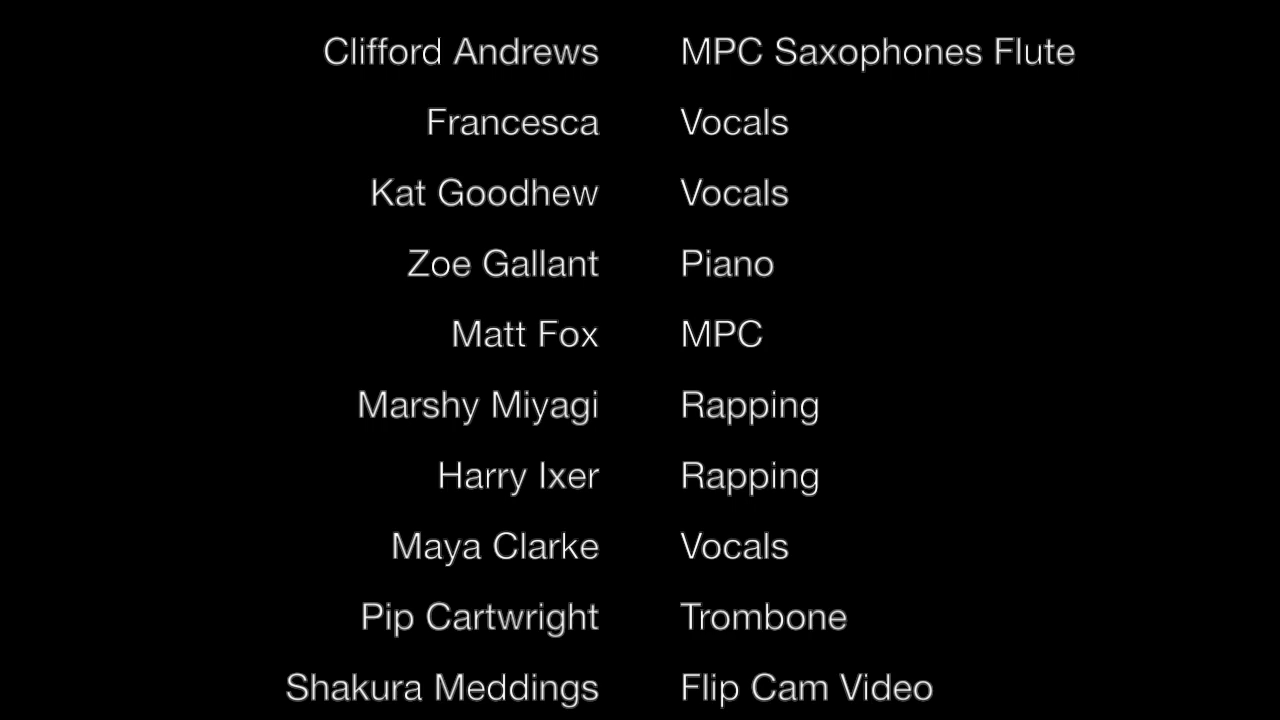 Clifford Andrews MPC Saxophones Flute
Francesca Vocals
Kat Goodhew Vocals
Zoe Gallant Piano
Matt Fox MPC
Marshy Miyagi Rapping
Harry Ixer Rapping
Maya Clarke Vocals
Pip Cartwright Trombone
Shakura Meddings Flip Cam Video